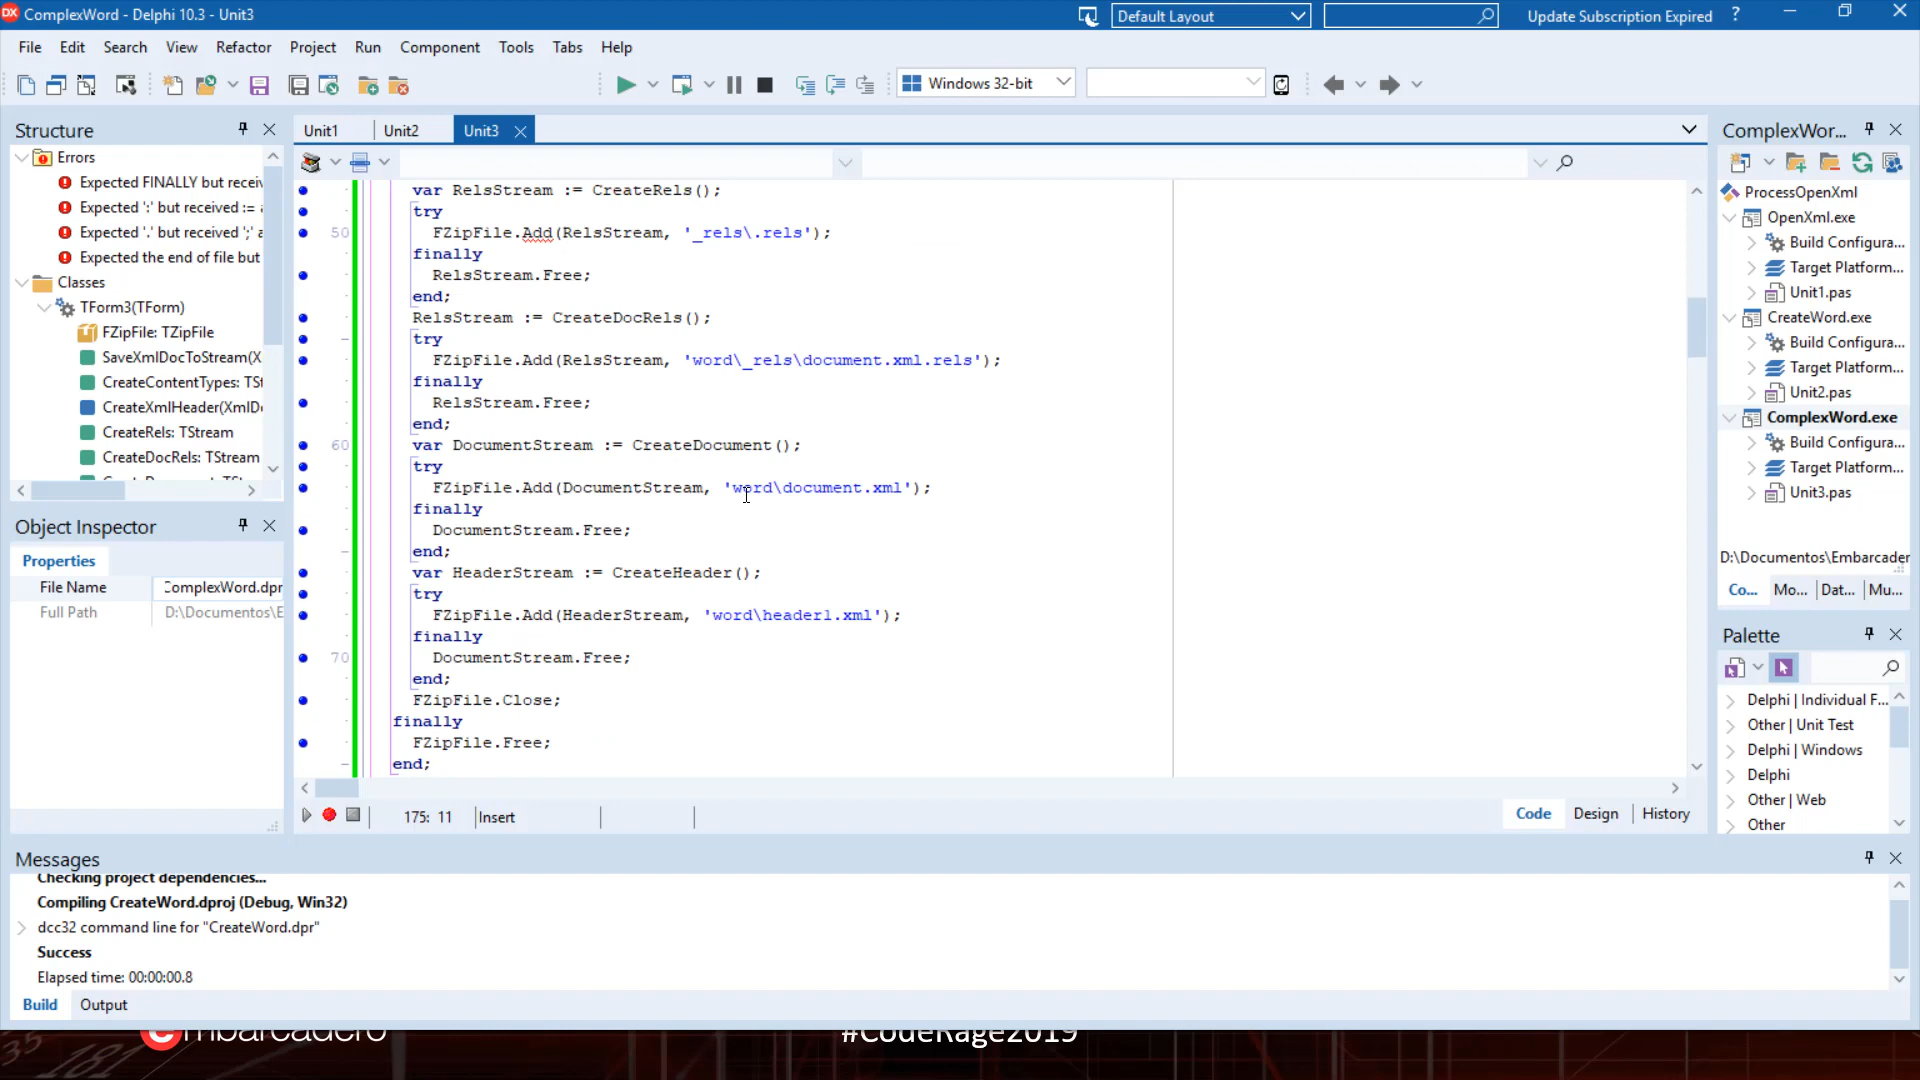 ComplexWord - Delphi 10.3 - Unit3
Default Layout
Update Subscription Expired
?
File Edit Search View Refactor Project Run Component Tools Tabs Help
Windows 32-bit
Structure
Errors
Expected FINALLY but receiv
Expected ':' but received := a
Expected '.' but received ';' a
Expected the end of file but
Classes
TForm3(TForm)
FZipFile: TZipFile
SaveXmlDocToStream(X
CreateContentTypes: TSt
CreateXmlHeader(XmlDo
CreateRels: TStream
CreateDocRels: TStream
Object Inspector
Properties
File Name ComplexWord.dpr
Full Path D:\Documentos\E
Unit1 Unit2 Unit3
var RelsStream := CreateRels();
try
50 FZipFile.Add(RelsStream, '_rels\.rels');
finally
RelsStream.Free;
end;
RelsStream := CreateDocRels();
try
FZipFile.Add(RelsStream, 'word\_rels\document.xml.rels');
finally
RelsStream.Free;
end;
60 var DocumentStream := CreateDocument();
try
FZipFile.Add(DocumentStream, 'word\document.xml');
finally
DocumentStream.Free;
end;
var HeaderStream := CreateHeader();
try
FZipFile.Add(HeaderStream, 'word\header1.xml');
finally
70 DocumentStream.Free;
end;
FZipFile.Close;
finally
FZipFile.Free;
end;
175: 11 Insert
Code Design History
ComplexWor...
ProcessOpenXml
OpenXml.exe
Build Configura...
Target Platform...
Unit1.pas
CreateWord.exe
Build Configura...
Target Platform...
Unit2.pas
ComplexWord.exe
Build Configura...
Target Platform...
Unit3.pas
D:\Documentos\Embarcader
Co... Mo... Dat... Mu...
Palette
Delphi | Individual F...
Other | Unit Test
Delphi | Windows
Delphi
Other | Web
Other
Messages
Checking project dependencies...
Compiling CreateWord.dproj (Debug, Win32)
dcc32 command line for "CreateWord.dpr"
Success
Elapsed time: 00:00:00.8
Build Output
embarcadero
#CodeRage2019
35 181